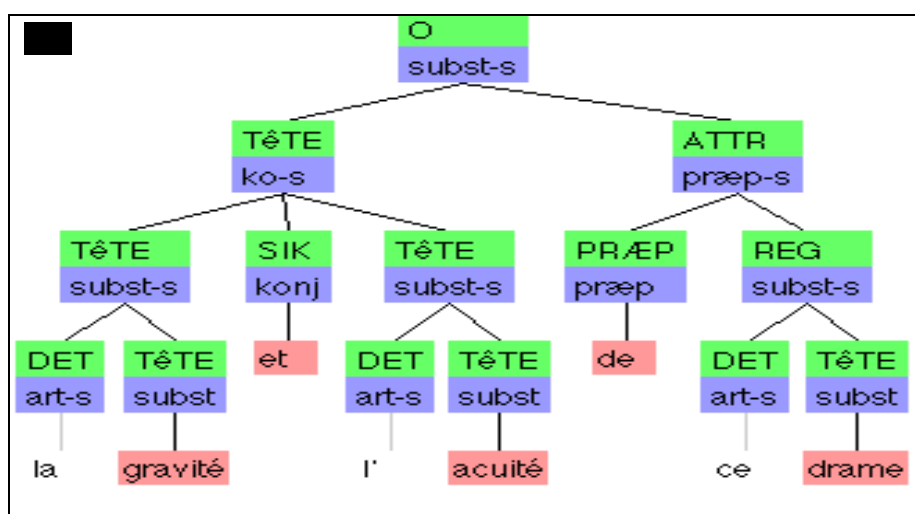 O
subst-s
TêTE ATTR
ko-s præp-s
TêTE SIK TêTE PRÆP REG
subst-s konj subst-s præp subst-s
DET TêTE et DET TêTE de DET TêTE
art-s subst art-s subst art-s subst
la gravité l' acuité ce drame